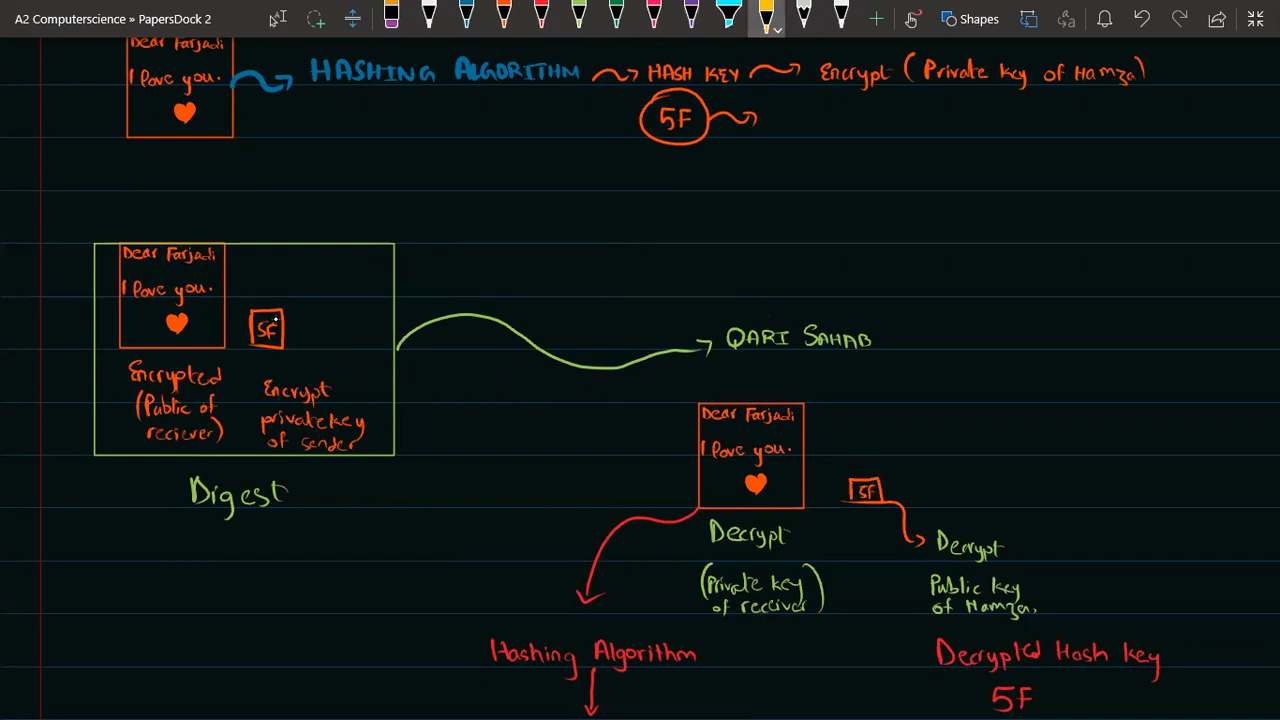 A2 Computerscience » PapersDock 2
Shapes
Dear Farjadi
I love you.
HASHING ALGORITHM
HASH KEY
Encrypt (Private key of Hamza)
5F
Dear Farjadi
I love you.
5F
Encrypted
(Public of
reciever)
Encrypt
private key
of sender
Digest
QARI SAHAB
Dear Farjadi
I love you.
5F
Decrypt
(Private key
of receiver)
Decrypt
Public key
of Hamza.
Hashing Algorithm
Decrypted Hash key
5F